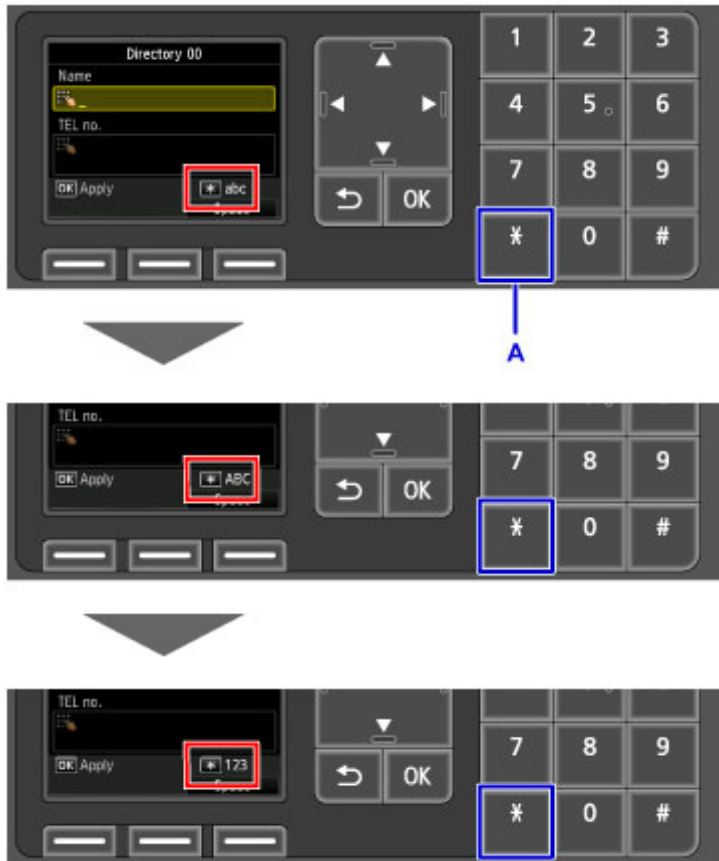 Directory 00
Name
TEL no.
OK Apply
* abc
OK
1 2 3
4 5 6
7 8 9
* 0 #
A
TEL no.
OK Apply
* ABC
OK
7 8 9
* 0 #
TEL no.
OK Apply
* 123
OK
7 8 9
* 0 #